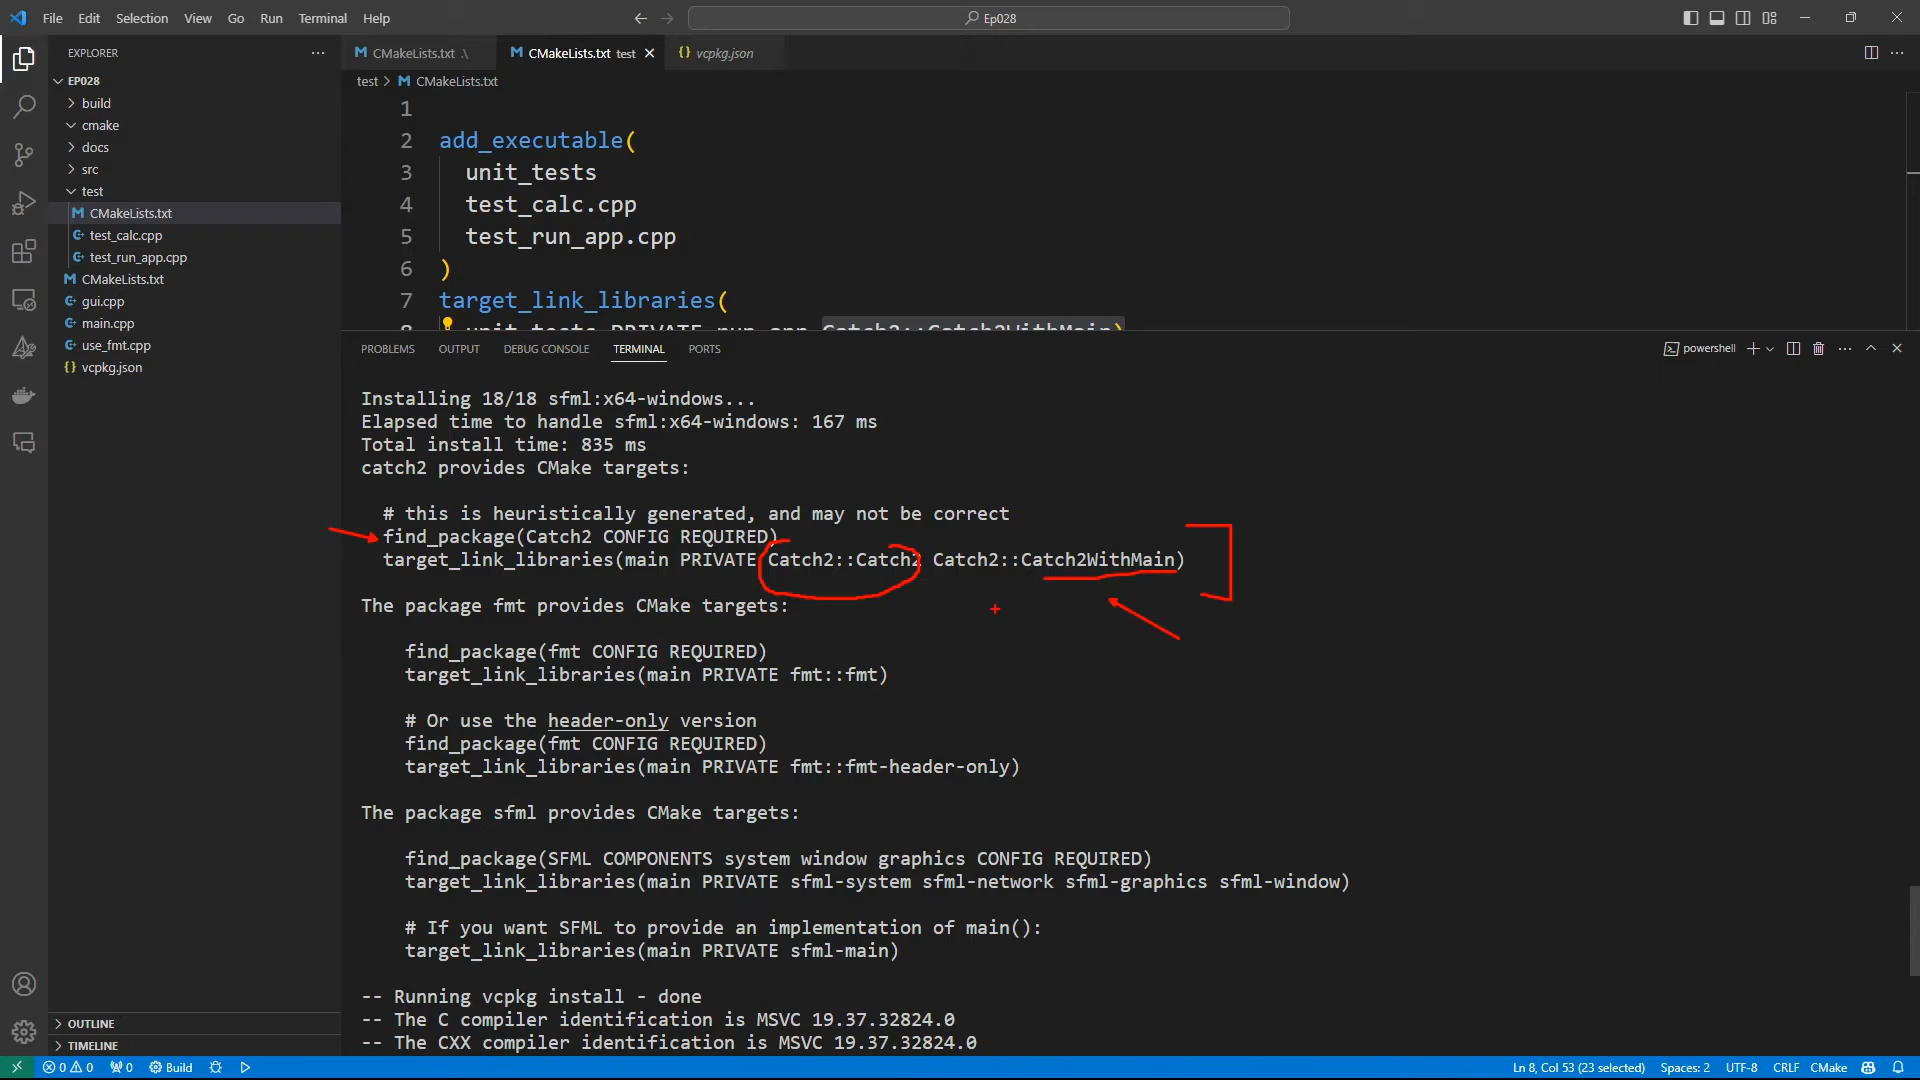 File Edit Selection View Go Run Terminal Help
Ep028
EXPLORER
EP028
build
cmake
docs
src
test
CMakeLists.txt
test_calc.cpp
test_run_app.cpp
CMakeLists.txt
gui.cpp
main.cpp
use_fmt.cpp
vcpkg.json
OUTLINE
TIMELINE
CMakeLists.txt .\
CMakeLists.txt test
vcpkg.json
test > CMakeLists.txt
1
2 add_executable(
3 unit_tests
4 test_calc.cpp
5 test_run_app.cpp
6 )
7 target_link_libraries(
8 unit_tests PRIVATE run_app Catch2::Catch2WithMain)
PROBLEMS OUTPUT DEBUG CONSOLE TERMINAL PORTS
powershell
Installing 18/18 sfml:x64-windows...
Elapsed time to handle sfml:x64-windows: 167 ms
Total install time: 835 ms
catch2 provides CMake targets:
# this is heuristically generated, and may not be correct
find_package(Catch2 CONFIG REQUIRED)
target_link_libraries(main PRIVATE Catch2::Catch2 Catch2::Catch2WithMain)
The package fmt provides CMake targets:
find_package(fmt CONFIG REQUIRED)
target_link_libraries(main PRIVATE fmt::fmt)
# Or use the header-only version
find_package(fmt CONFIG REQUIRED)
target_link_libraries(main PRIVATE fmt::fmt-header-only)
The package sfml provides CMake targets:
find_package(SFML COMPONENTS system window graphics CONFIG REQUIRED)
target_link_libraries(main PRIVATE sfml-system sfml-network sfml-graphics sfml-window)
# If you want SFML to provide an implementation of main():
target_link_libraries(main PRIVATE sfml-main)
-- Running vcpkg install - done
-- The C compiler identification is MSVC 19.37.32824.0
-- The CXX compiler identification is MSVC 19.37.32824.0
0 0 0 Build
Ln 8, Col 53 (23 selected) Spaces: 2 UTF-8 CRLF CMake